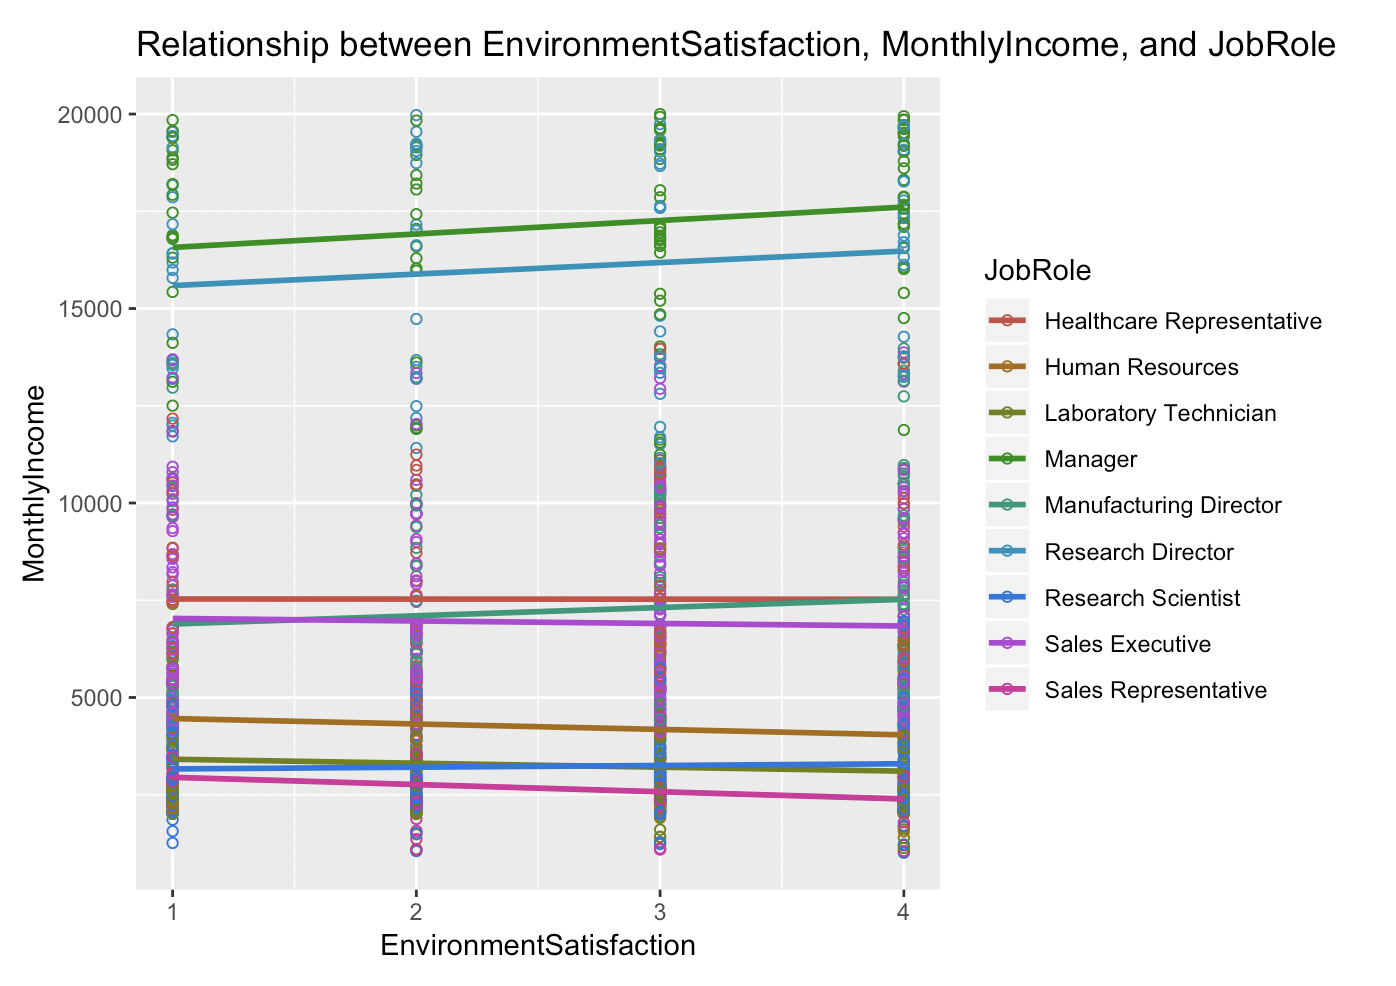 Relationship between EnvironmentSatisfaction, MonthlyIncome, and JobRole
20000
15000
10000
5000
MonthlyIncome
1 2 3 4
EnvironmentSatisfaction
JobRole
Healthcare Representative
Human Resources
Laboratory Technician
Manager
Manufacturing Director
Research Director
Research Scientist
Sales Executive
Sales Representative